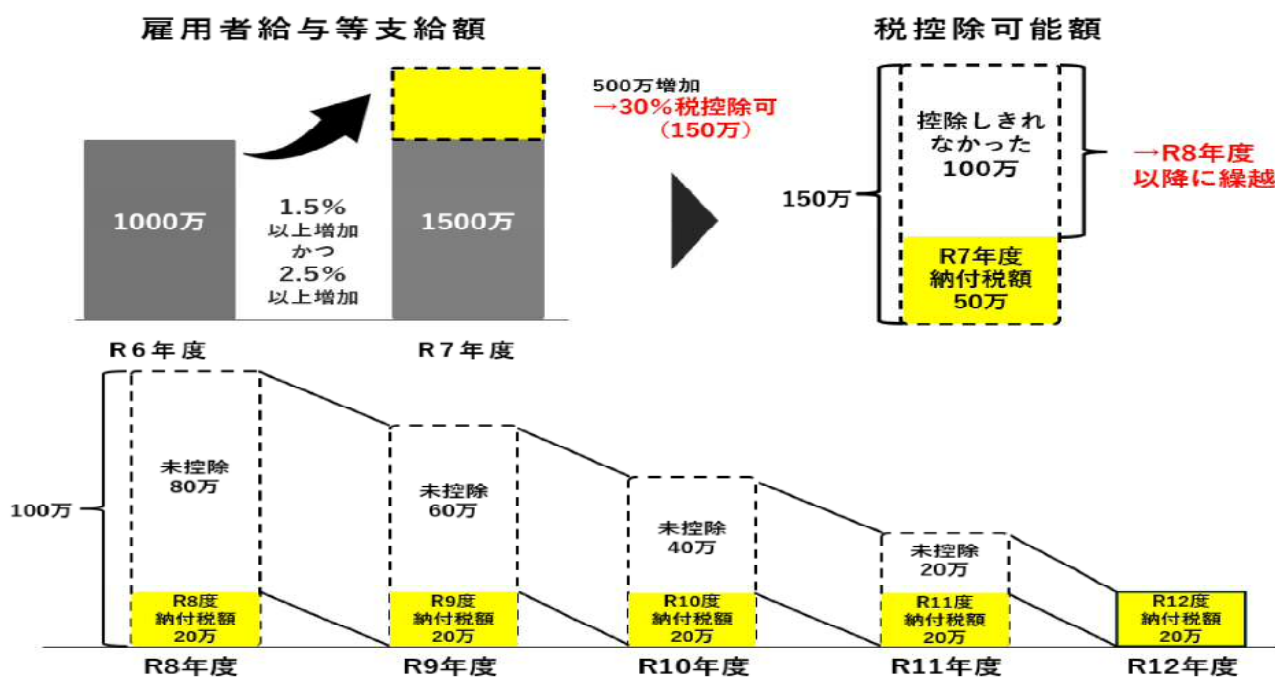 雇用者給与等支給額
税控除可能額
500万増加
→30%税控除可
(150万)
1000万
1.5%
以上増加
かつ
2.5%
以上増加
1500万
R6年度
R7年度
150万
控除しきれ
なかった
100万
R7年度
納付税額
50万
→R8年度
以降に繰越
100万
未控除
80万
R8度
納付税額
20万
R8年度
未控除
60万
R9度
納付税額
20万
R9年度
未控除
40万
R10度
納付税額
20万
R10年度
未控除
20万
R11度
納付税額
20万
R11年度
R12度
納付税額
20万
R12年度